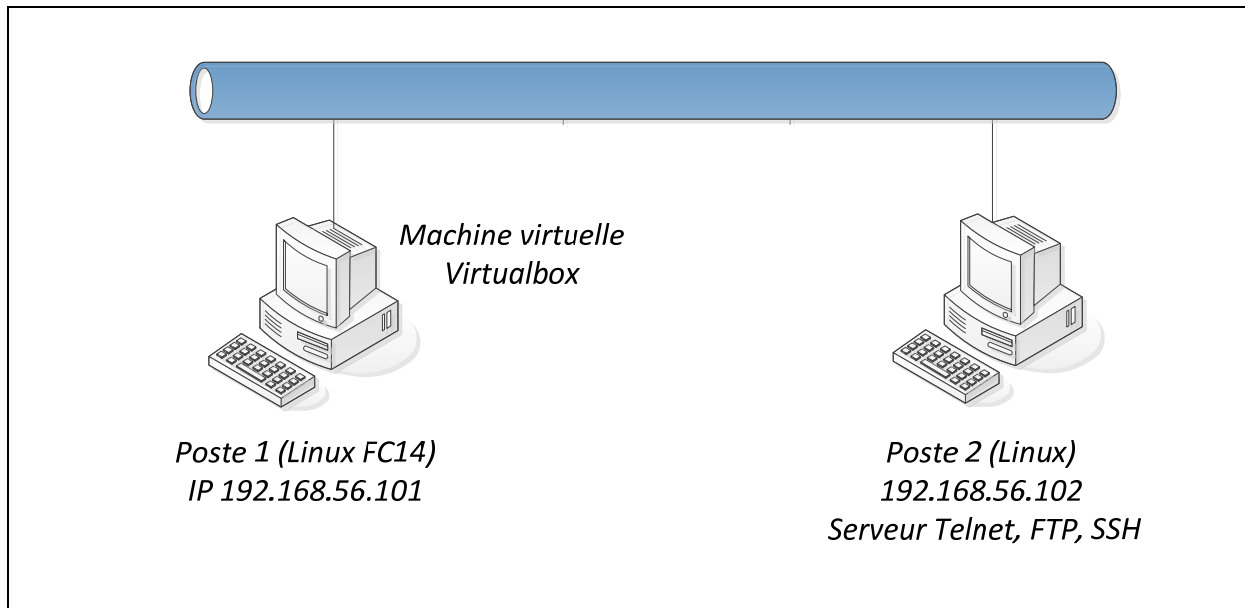 Machine virtuelle
Virtualbox
Poste 1 (Linux FC14)
IP 192.168.56.101
Poste 2 (Linux)
192.168.56.102
Serveur Telnet, FTP, SSH